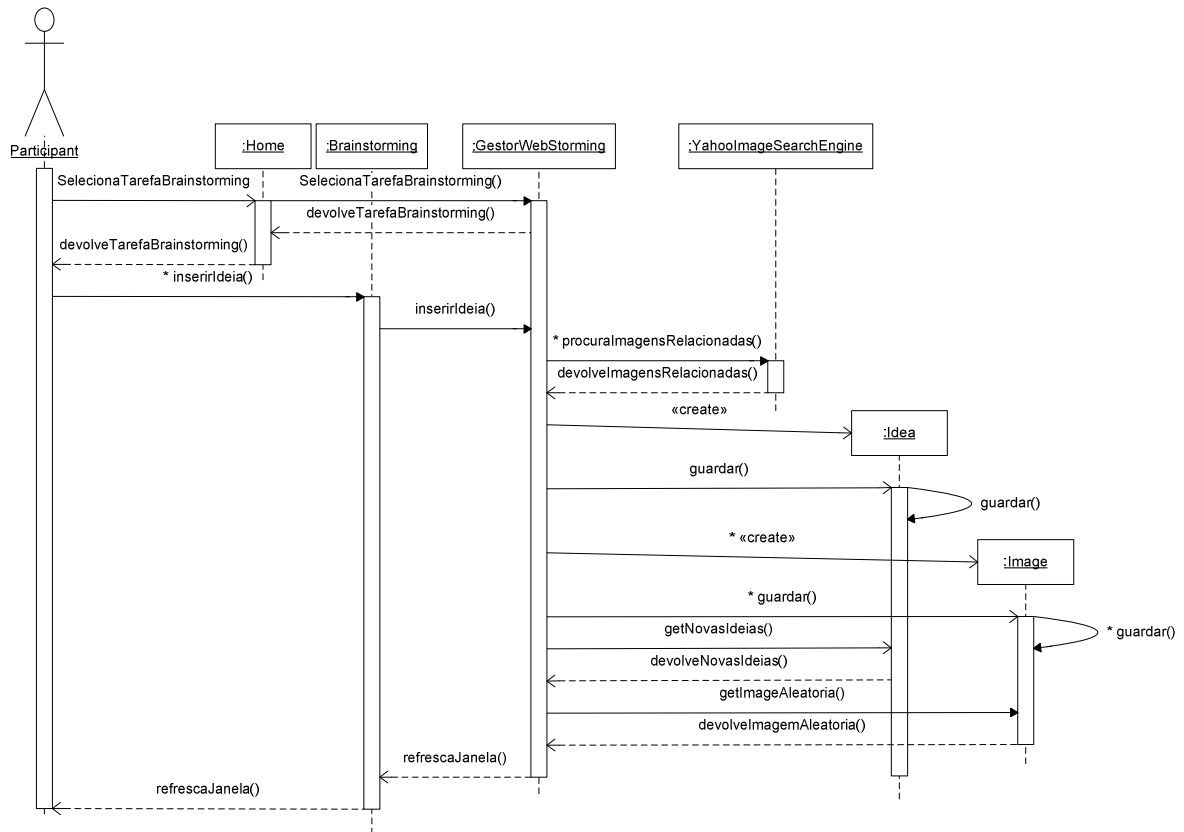 Participant
:Home
:Brainstorming
:GestorWebStorming
:YahooImageSearchEngine
SelecionaTarefaBrainstorming
SelecionaTarefaBrainstorming()
devolveTarefaBrainstorming()
devolveTarefaBrainstorming()
* inserirIdeia()
inserirIdeia()
* procuraImagensRelacionadas()
devolveImagensRelacionadas()
«create»
:Idea
guardar()
guardar()
* «create»
:Image
* guardar()
getNovasIdeias()
* guardar()
devolveNovasIdeias()
getImageAleatoria()
devolveImagemAleatoria()
refrescaJanela()
refrescaJanela()